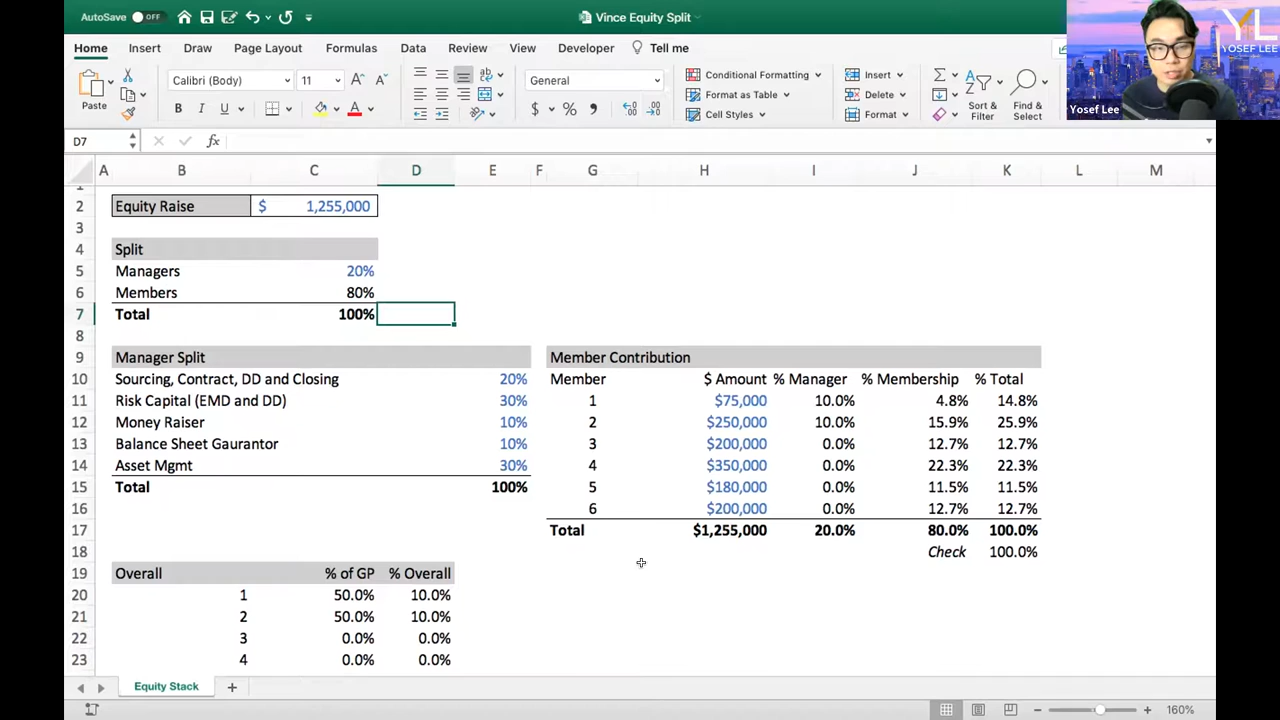 AutoSave OFF
Vince Equity Split
YL
YOSEF LEE
Home Insert Draw Page Layout Formulas Data Review View Developer Tell me
Paste
Calibri (Body) 11 A A
B I U A
ab
General
$ % 9
Conditional Formatting
Format as Table
Cell Styles
Insert
Delete
Format
Sort & Filter
Find & Select
Yosef Lee
D7 fx
A B C D E F G H I J K L M
1
2 Equity Raise $ 1,255,000
3
4 Split
5 Managers 20%
6 Members 80%
7 Total 100%
8
9 Manager Split Member Contribution
10 Sourcing, Contract, DD and Closing 20% Member $ Amount % Manager % Membership % Total
11 Risk Capital (EMD and DD) 30% 1 $75,000 10.0% 4.8% 14.8%
12 Money Raiser 10% 2 $250,000 10.0% 15.9% 25.9%
13 Balance Sheet Gaurantor 10% 3 $200,000 0.0% 12.7% 12.7%
14 Asset Mgmt 30% 4 $350,000 0.0% 22.3% 22.3%
15 Total 100% 5 $180,000 0.0% 11.5% 11.5%
16 6 $200,000 0.0% 12.7% 12.7%
17 Total $1,255,000 20.0% 80.0% 100.0%
18 Check 100.0%
19 Overall % of GP % Overall
20 1 50.0% 10.0%
21 2 50.0% 10.0%
22 3 0.0% 0.0%
23 4 0.0% 0.0%
Equity Stack +
160%